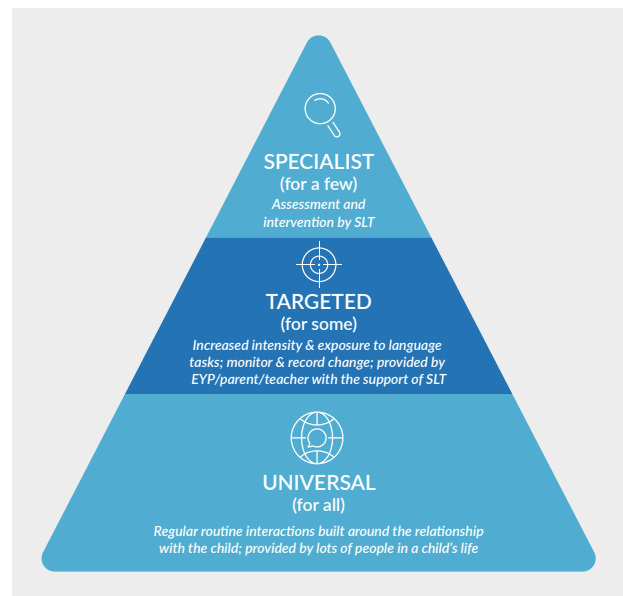 SPECIALIST
(for a few)
Assessment and
intervention by SLT
TARGETED
(for some)
Increased intensity & exposure to language
tasks; monitor & record change; provided by
EYP/parent/teacher with the support of SLT
UNIVERSAL
(for all)
Regular routine interactions built around the relationship
with the child; provided by lots of people in a child's life